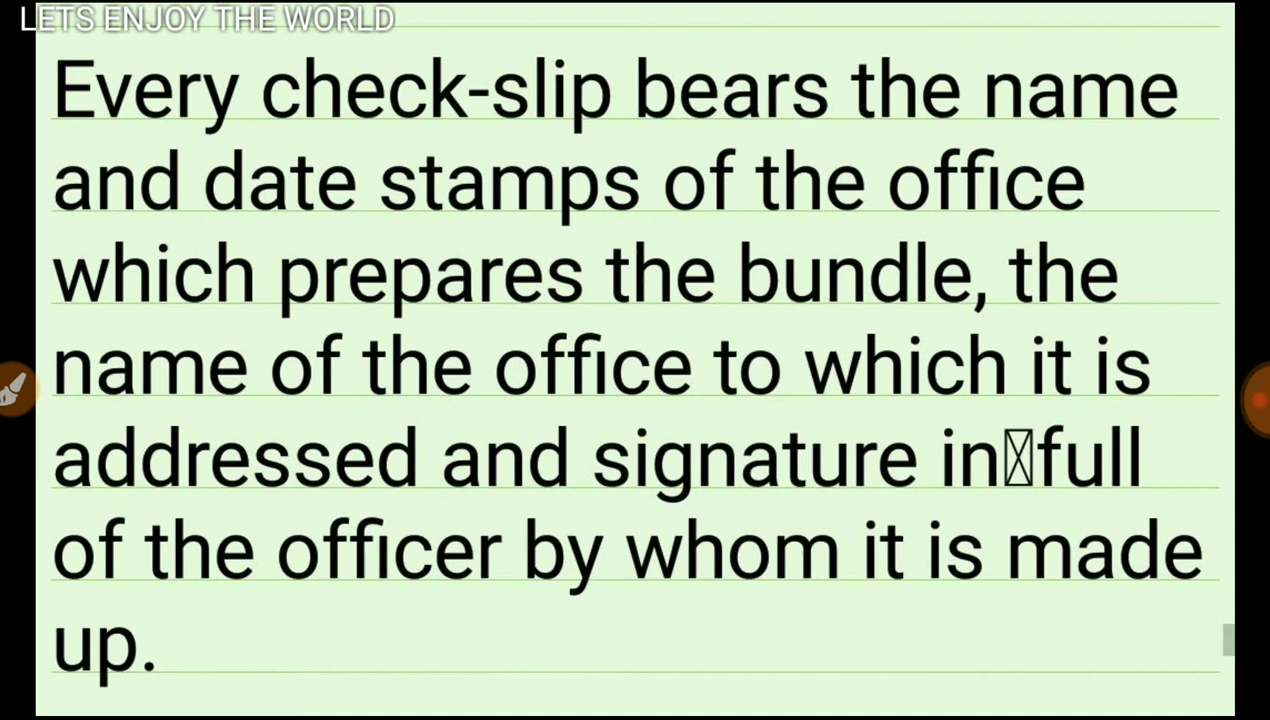 LETS ENJOY THE WORLD
Every check-slip bears the name
and date stamps of the office
which prepares the bundle, the
name of the office to which it is
addressed and signature in full
of the officer by whom it is made
up.